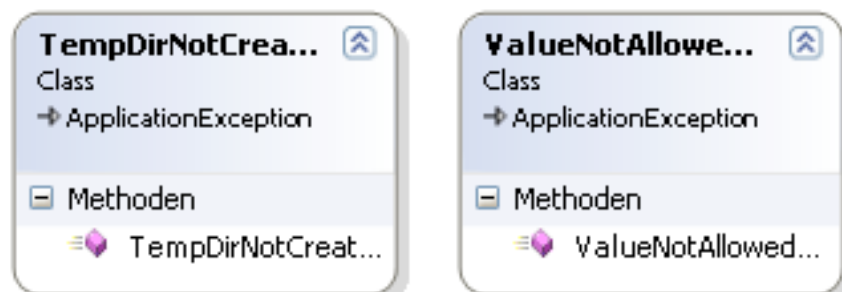 TempDirNotCrea...
Class
ApplicationException
Methoden
TempDirNotCreat...
ValueNotAllowe...
Class
ApplicationException
Methoden
ValueNotAllowed...